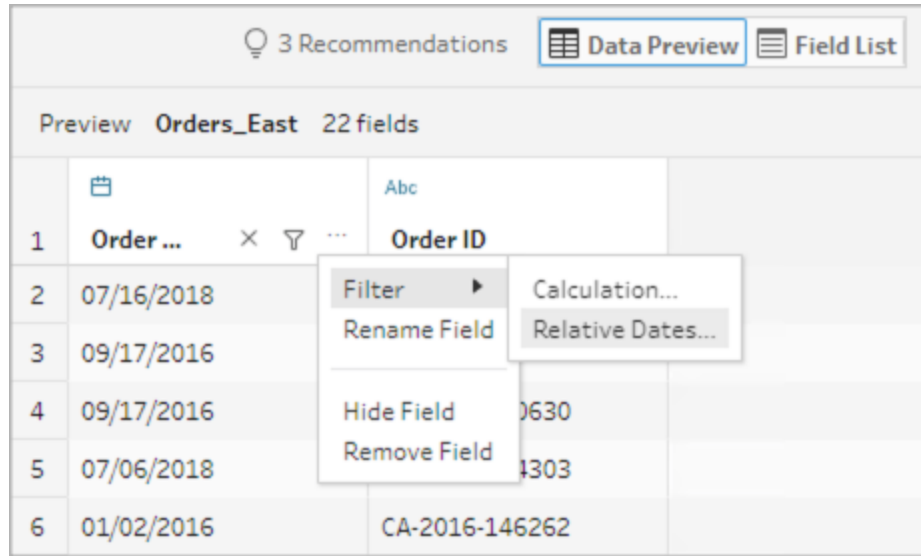 3 Recommendations Data Preview Field List
Preview Orders_East 22 fields
Abc
1 Order ... Order ID
2 07/16/2018
3 09/17/2016
4 09/17/2016 0630
5 07/06/2018 4303
6 01/02/2016 CA-2016-146262
Filter
Rename Field
Hide Field
Remove Field
Calculation...
Relative Dates...